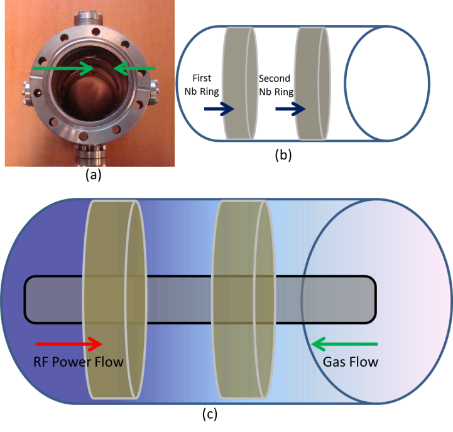 First
Nb Ring
Second
Nb Ring
(a)
(b)
RF Power Flow
Gas Flow
(c)